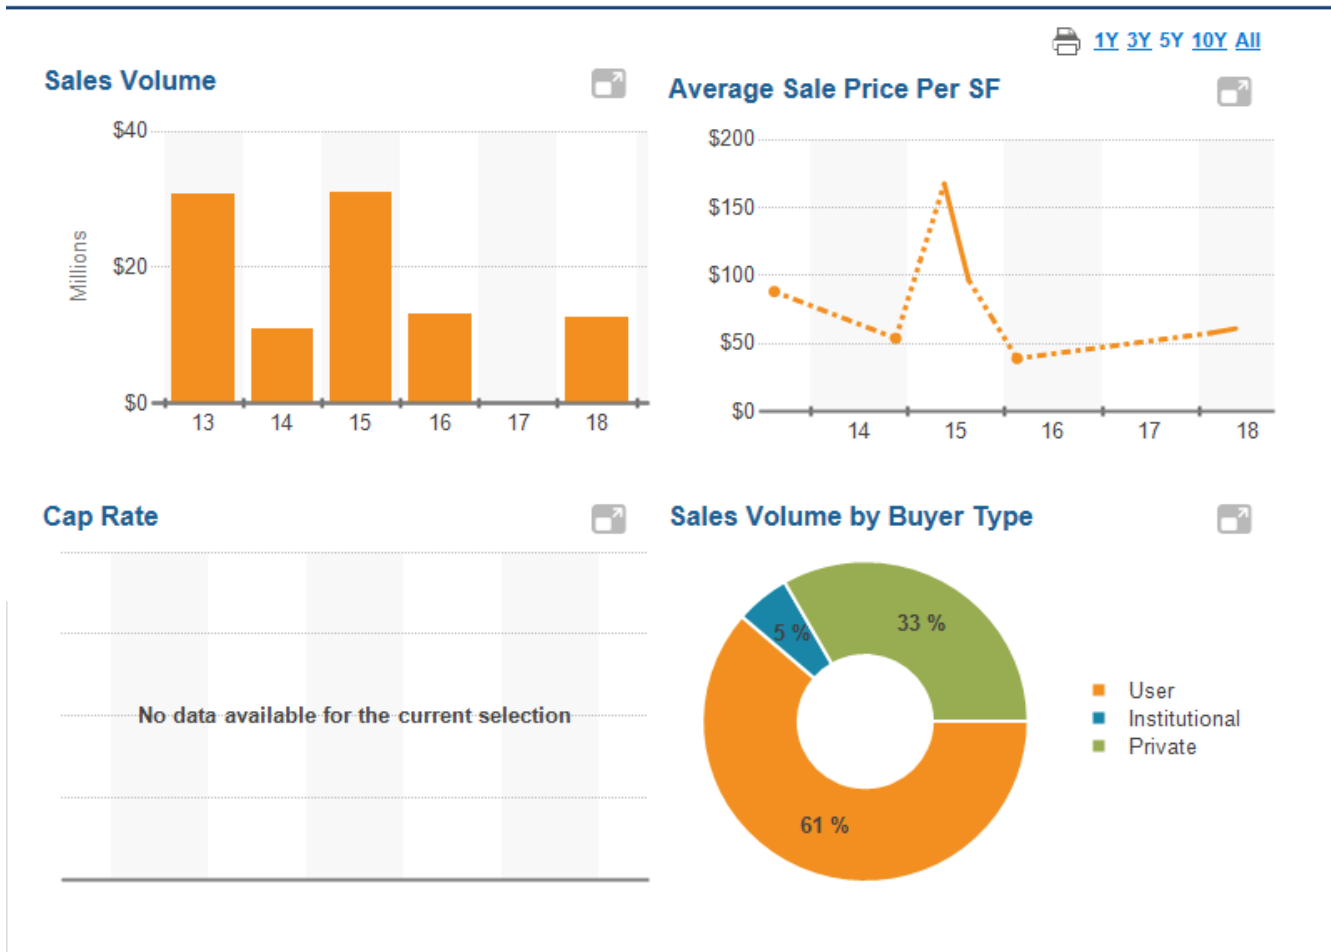 1Y 3Y 5Y 10Y All
Sales Volume
$40
$20
$0
Millions
13 14 15 16 17 18
Average Sale Price Per SF
$200
$150
$100
$50
$0
14 15 16 17 18
Cap Rate
No data available for the current selection
Sales Volume by Buyer Type
5 %
33 %
61 %
User
Institutional
Private